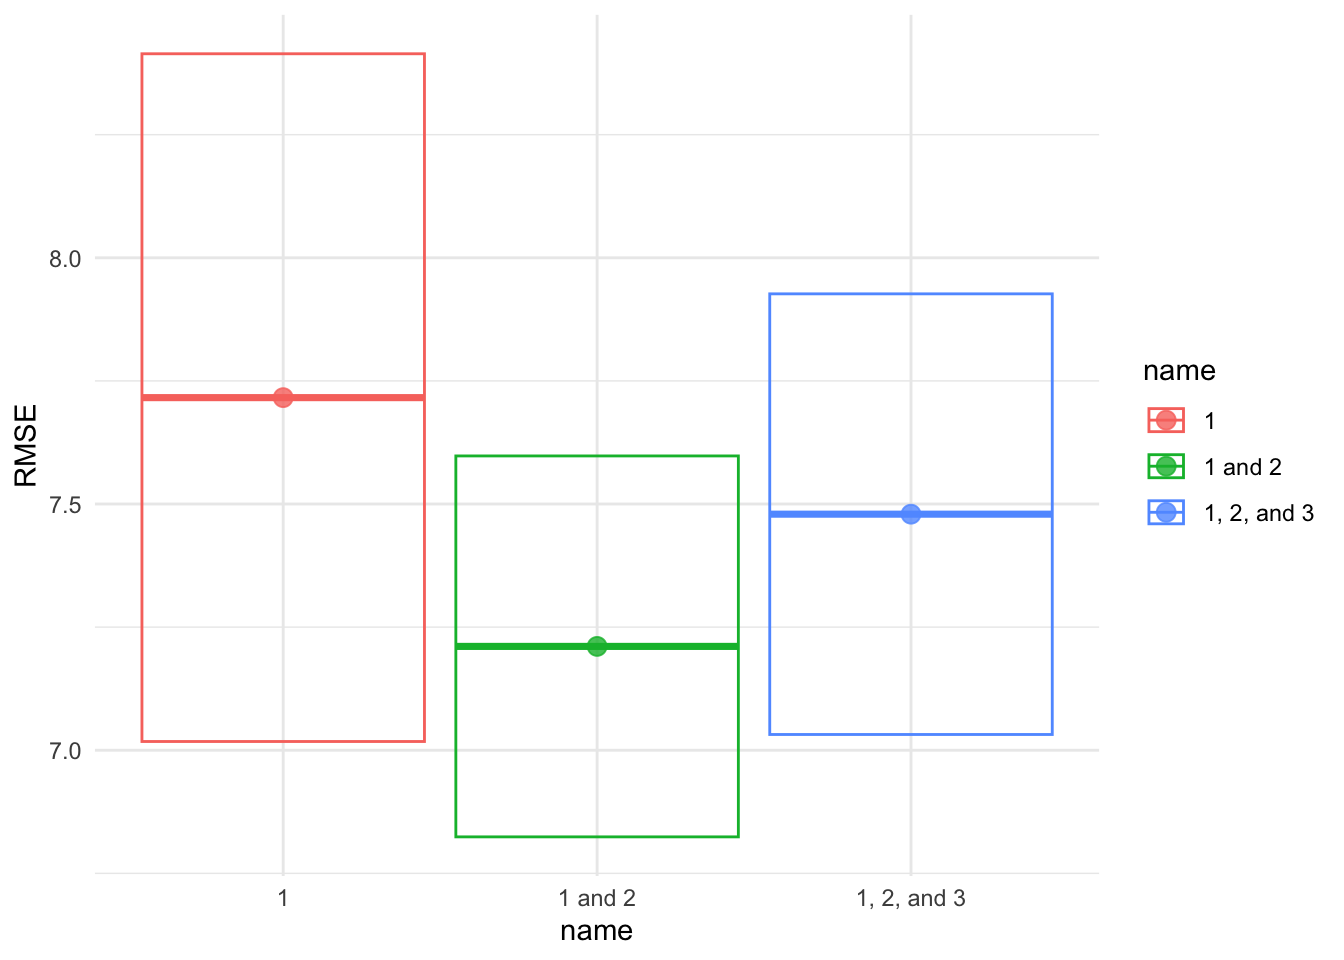 RMSE
8.0
7.5
7.0
1
1 and 2
1, 2, and 3
name
name
1
1 and 2
1, 2, and 3